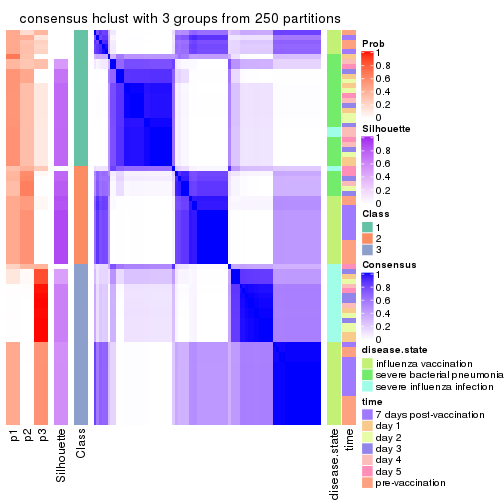 consensus hclust with 3 groups from 250 partitions
Prob
1
0.8
0.6
0.4
0.2
0
Silhouette
1
0.8
0.6
0.4
0.2
0
Class
1
2
3
Consensus
1
0.8
0.6
0.4
0.2
0
disease.state
influenza vaccination
severe bacterial pneumonia
severe influenza infection
time
7 days post-vaccination
day 1
day 2
day 3
day 4
day 5
pre-vaccination
p1
p2
p3
Silhouette
Class
disease.state
time